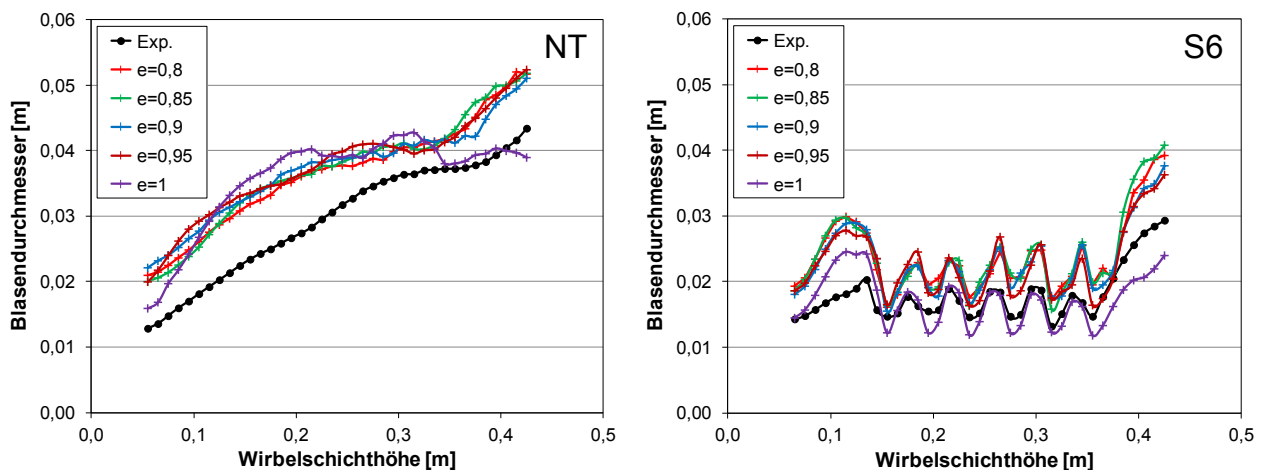 NT
Blasendurchmesser [m]
0,06
0,05
0,04
0,03
0,02
0,01
0,00
Exp.
e=0,8
e=0,85
e=0,9
e=0,95
e=1
0,0
0,1
0,2
0,3
0,4
0,5
Wirbelschichthöhe [m]
S6
Blasendurchmesser [m]
0,06
0,05
0,04
0,03
0,02
0,01
0,00
Exp.
e=0,8
e=0,85
e=0,9
e=0,95
e=1
0,0
0,1
0,2
0,3
0,4
0,5
Wirbelschichthöhe [m]